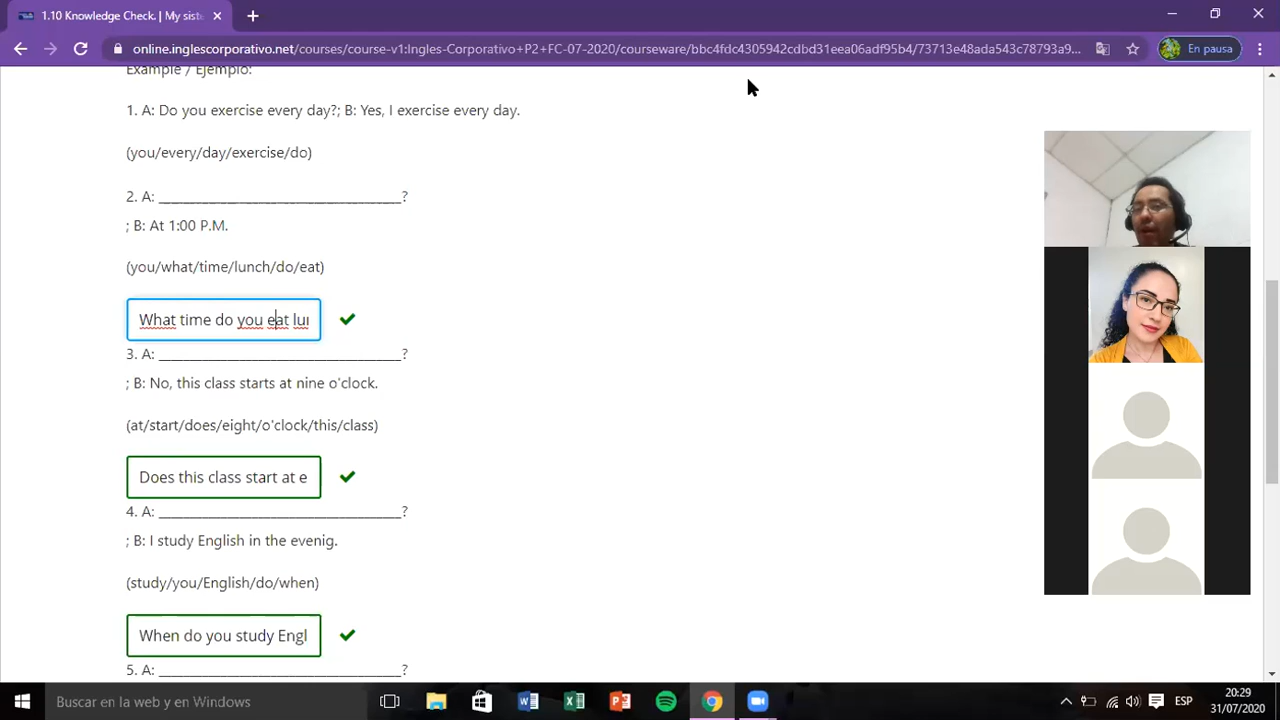 1.10 Knowledge Check. | My siste
online.inglescorporativo.net/courses/course-v1:Ingles-Corporativo+P2+FC-07-2020/courseware/bbc4fdc4305942cdbd31eea06adf95b4/73713e48ada543c78793a9...
En pausa
Example / Ejemplo:
1. A: Do you exercise every day?; B: Yes, I exercise every day.
(you/every/day/exercise/do)
2. A: ___________________________________?
; B: At 1:00 P.M.
(you/what/time/lunch/do/eat)
What time do you eat lun
3. A: ___________________________________?
; B: No, this class starts at nine o'clock.
(at/start/does/eight/o'clock/this/class)
Does this class start at e
4. A: ___________________________________?
; B: I study English in the evenig.
(study/you/English/do/when)
When do you study Engl
5. A: ___________________________________?
Buscar en la web y en Windows
ESP
20:29
31/07/2020